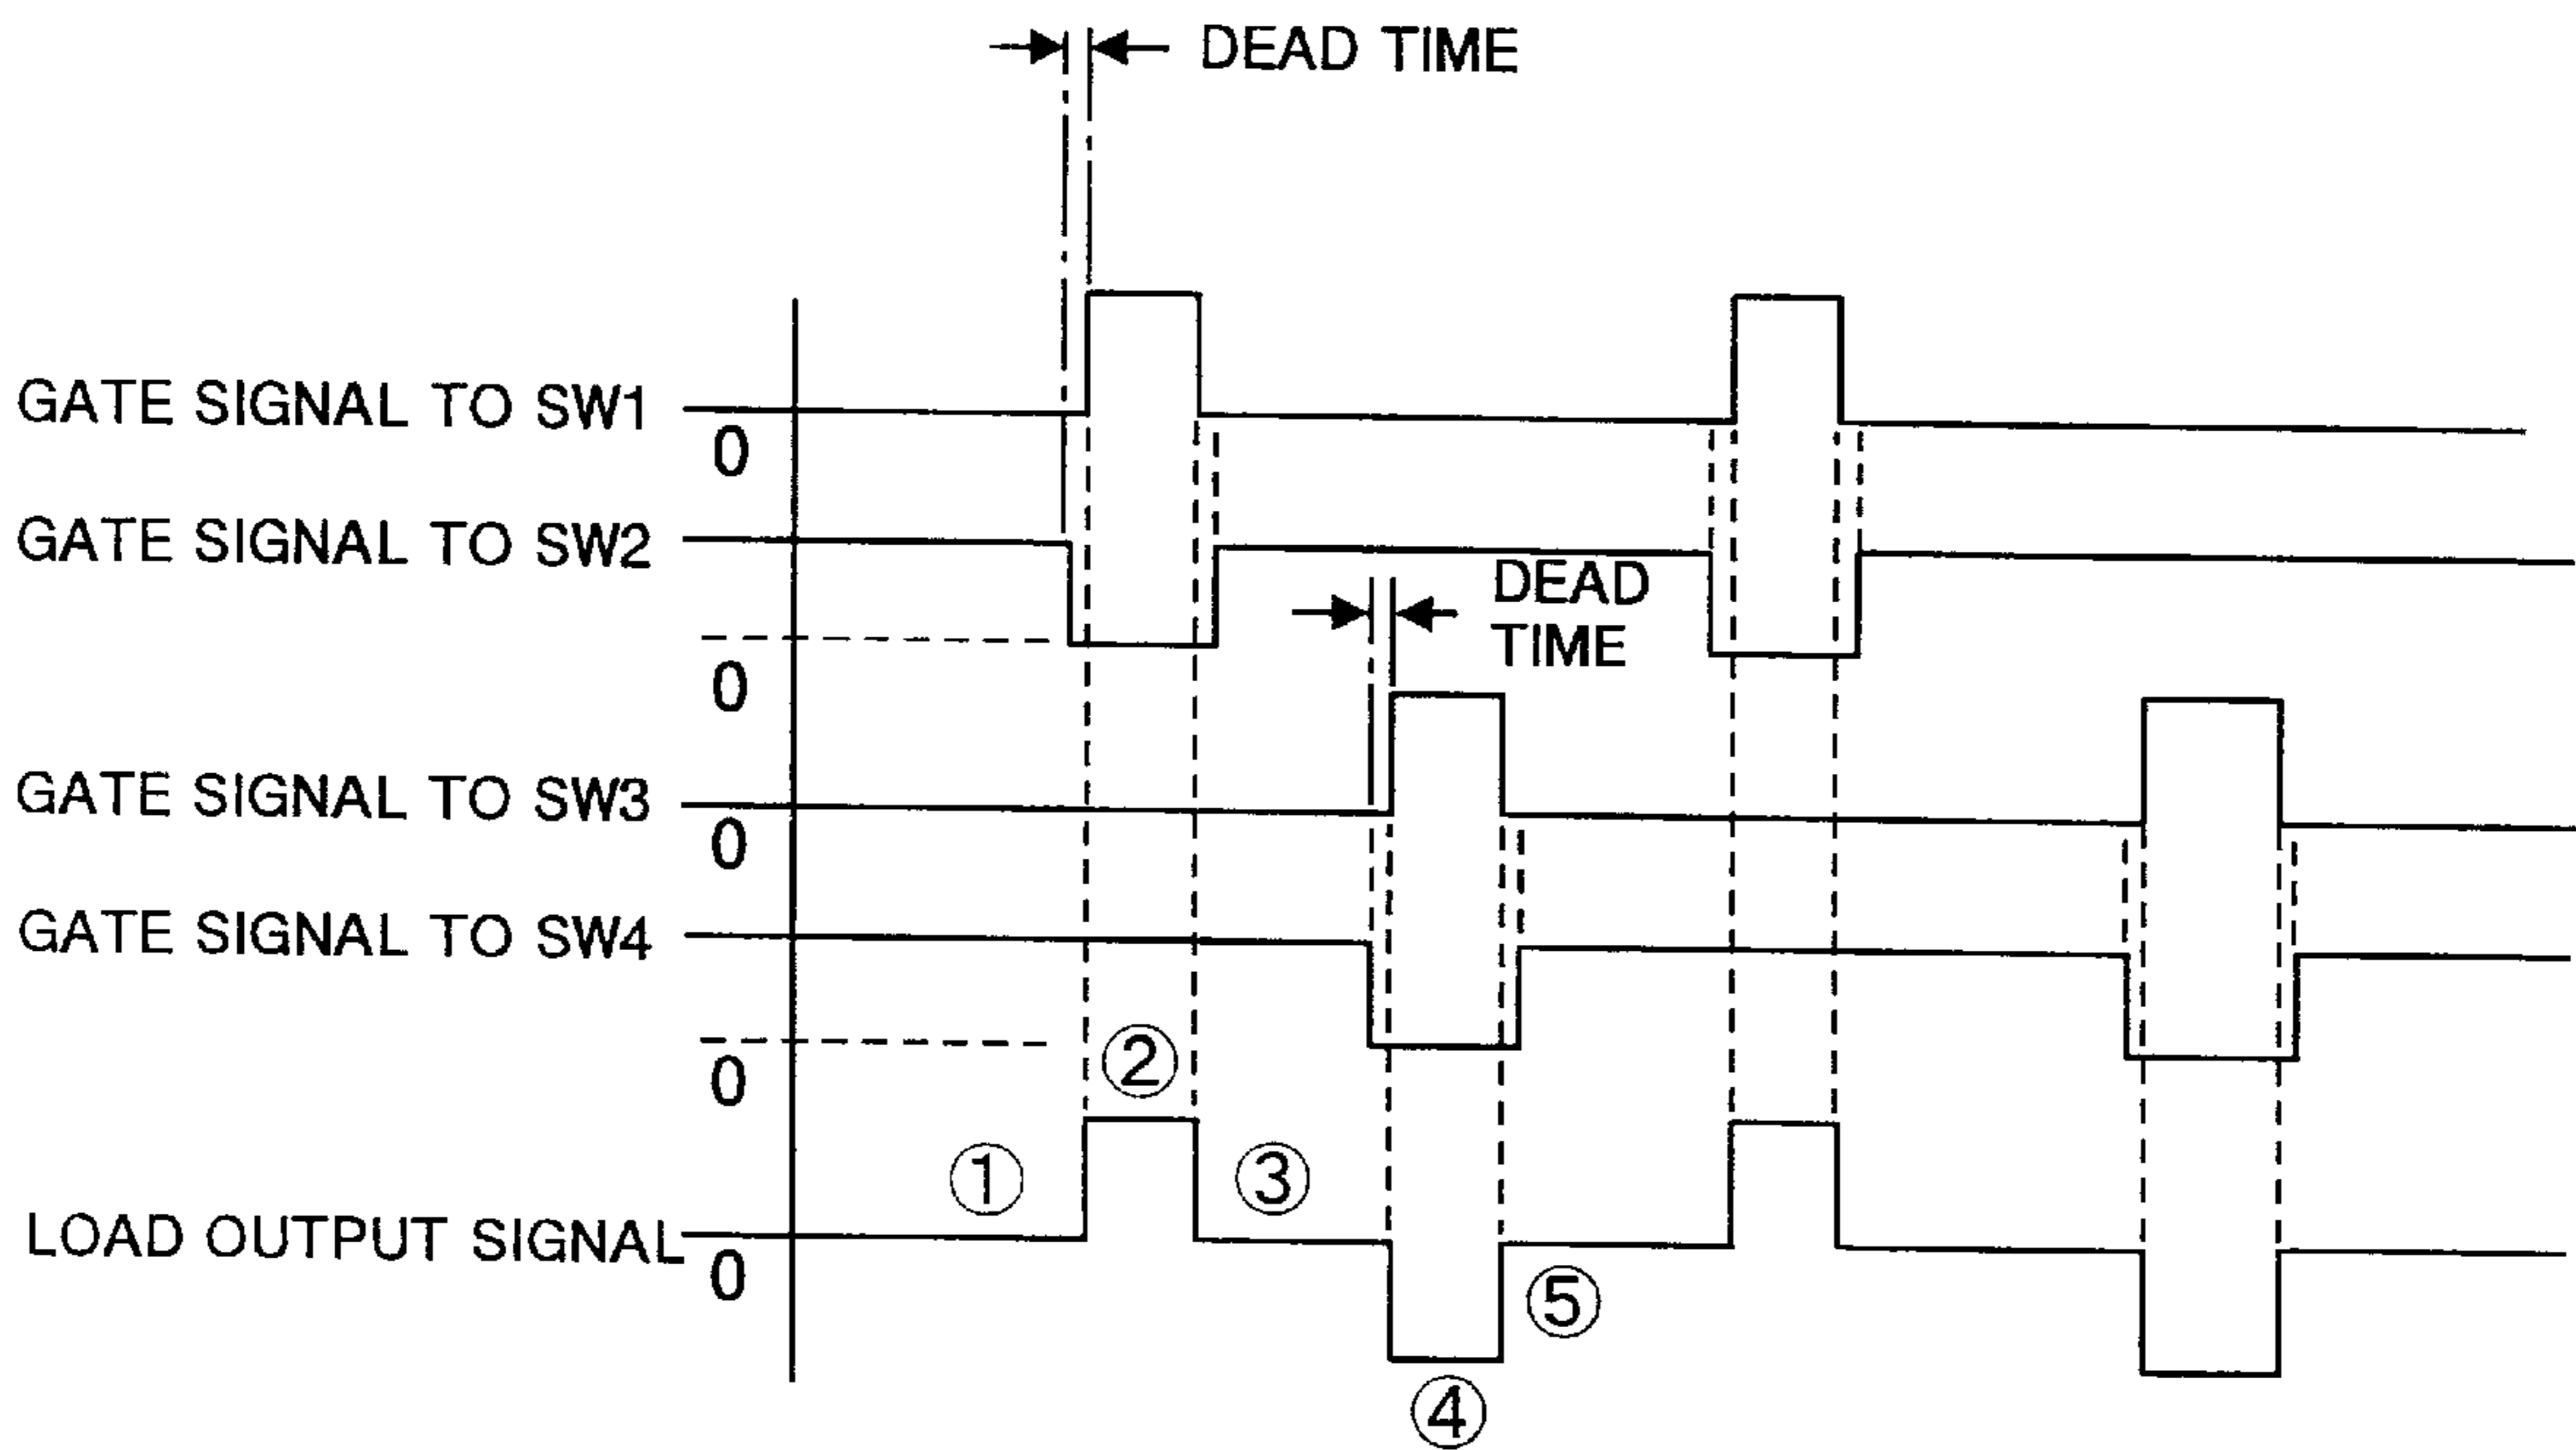 DEAD TIME
GATE SIGNAL TO SW1
0
GATE SIGNAL TO SW2
DEAD
TIME
0
GATE SIGNAL TO SW3
0
GATE SIGNAL TO SW4
②
0
①
③
LOAD OUTPUT SIGNAL
0
⑤
④